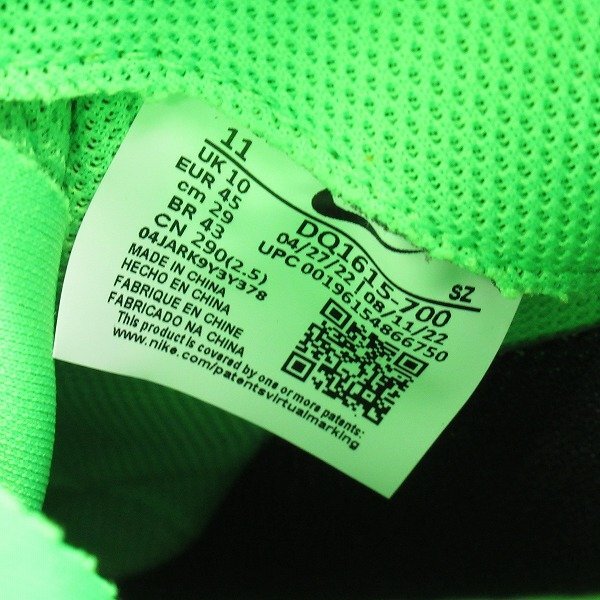 11
UK 10
EUR 45
cm 29
BR 43
CN 290(2.5)
04JARK9Y3Y378
MADE IN CHINA
HECHO EN CHINA
FABRIQUE EN CHINE
FABRICADO NA CHINA
This product is covered by one or more patents:
www.nike.com/patentsvirtualmarking
DQ1615-700 SZ
04/27/22 08/11/22
UPC 00196154866750